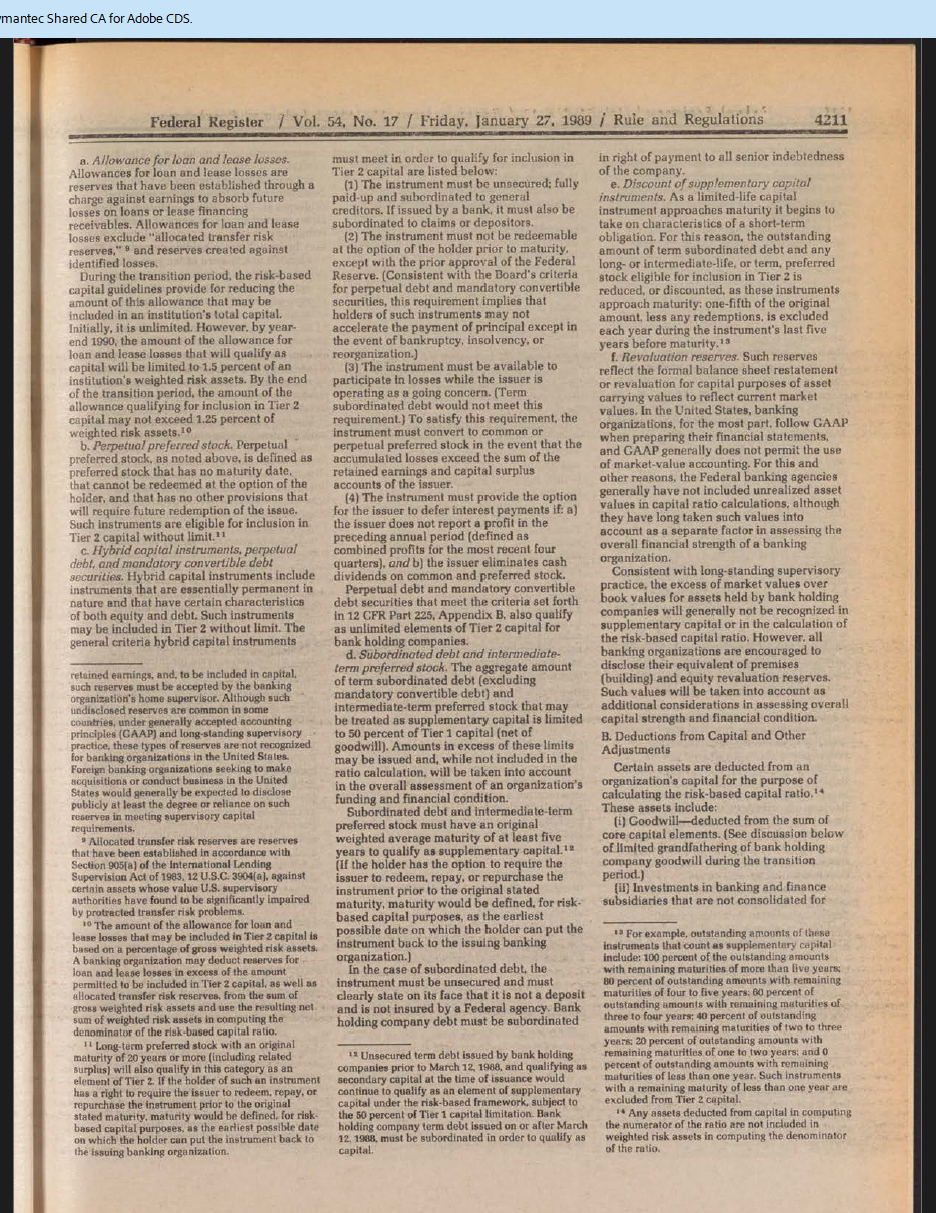 mantec Shared CA for Adobe CDS.
Federal Register / Vol. 54, No. 17 / Friday, January 27, 1989 / Rule and Regulations 4211
a. Allowance for loan and lease losses.
Allowances for loan and lease losses are
reserves that have been established through a
charge against earnings to absorb future
losses on loans or lease financing
receivables. Allowances for loan and lease
losses exclude "allocated transfer risk
reserves," 9 and reserves created against
identified losses.
During the transition period, the risk-based
capital guidelines provide for reducing the
amount of this allowance that may be
included in an institution's total capital.
Initially, it is unlimited. However, by year-
end 1990, the amount of the allowance for
loan and lease losses that will qualify as
capital will be limited to 1.5 percent of an
institution's weighted risk assets. By the end
of the transition period, the amount of the
allowance qualifying for inclusion in Tier 2
capital may not exceed 1.25 percent of
weighted risk assets.10
b. Perpetual preferred stock. Perpetual
preferred stock, as noted above, is defined as
preferred stock that has no maturity date,
that cannot be redeemed at the option of the
holder, and that has no other provisions that
will require future redemption of the issue.
Such instruments are eligible for inclusion in
Tier 2 capital without limit.11
c. Hybrid capital instruments, perpetual
debt, and mandatory convertible debt
securities. Hybrid capital instruments include
instruments that are essentially permanent in
nature and that have certain characteristics
of both equity and debt. Such instruments
may be included in Tier 2 without limit. The
general criteria hybrid capital instruments
retained earnings, and, to be included in capital,
such reserves must be accepted by the banking
organization's home supervisor. Although such
undisclosed reserves are common in some
countries, under generally accepted accounting
principles (GAAP) and long-standing supervisory
practice, these types of reserves are not recognized
for banking organizations in the United States.
Foreign banking organizations seeking to make
acquisitions or conduct business in the United
States would generally be expected to disclose
publicly at least the degree or reliance on such
reserves in meeting supervisory capital
requirements.
9 Allocated transfer risk reserves are reserves
that have been established in accordance with
Section 905(a) of the International Lending
Supervision Act of 1983, 12 U.S.C. 3904(a), against
certain assets whose value U.S. supervisory
authorities have found to be significantly impaired
by protracted transfer risk problems.
10 The amount of the allowance for loan and
lease losses that may be included in Tier 2 capital is
based on a percentage of gross weighted risk assets.
A banking organization may deduct reserves for
loan and lease losses in excess of the amount
permitted to be included in Tier 2 capital, as well as
allocated transfer risk reserves, from the sum of
gross weighted risk assets and use the resulting net
sum of weighted risk assets in computing the
denominator of the risk-based capital ratio.
11 Long-term preferred stock with an original
maturity of 20 years or more (including related
surplus) will also qualify in this category as an
element of Tier 2. If the holder of such an instrument
has a right to require the issuer to redeem, repay, or
repurchase the instrument prior to the original
stated maturity, maturity would be defined, for risk-
based capital purposes, as the earliest possible date
on which the holder can put the instrument back to
the issuing banking organization.
must meet in order to qualify for inclusion in
Tier 2 capital are listed below:
(1) The instrument must be unsecured; fully
paid-up and subordinated to general
creditors. If issued by a bank, it must also be
subordinated to claims or depositors.
(2) The instrument must not be redeemable
at the option of the holder prior to maturity,
except with the prior approval of the Federal
Reserve. (Consistent with the Board's criteria
for perpetual debt and mandatory convertible
securities, this requirement implies that
holders of such instruments may not
accelerate the payment of principal except in
the event of bankruptcy, insolvency, or
reorganization.)
(3) The instrument must be available to
participate in losses while the issuer is
operating as a going concern. (Term
subordinated debt would not meet this
requirement.) To satisfy this requirement, the
instrument must convert to common or
perpetual preferred stock in the event that the
accumulated losses exceed the sum of the
retained earnings and capital surplus
accounts of the issuer.
(4) The instrument must provide the option
for the issuer to defer interest payments if: a)
the issuer does not report a profit in the
preceding annual period (defined as
combined profits for the most recent four
quarters), and b) the issuer eliminates cash
dividends on common and preferred stock.
Perpetual debt and mandatory convertible
debt securities that meet the criteria set forth
in 12 CFR Part 225, Appendix B, also qualify
as unlimited elements of Tier 2 capital for
bank holding companies.
d. Subordinated debt and intermediate-
term preferred stock. The aggregate amount
of term subordinated debt (excluding
mandatory convertible debt) and
intermediate-term preferred stock that may
be treated as supplementary capital is limited
to 50 percent of Tier 1 capital (net of
goodwill). Amounts in excess of these limits
may be issued and, while not included in the
ratio calculation, will be taken into account
in the overall assessment of an organization's
funding and financial condition.
Subordinated debt and intermediate-term
preferred stock must have an original
weighted average maturity of at least five
years to qualify as supplementary capital.12
(If the holder has the option to require the
issuer to redeem, repay, or repurchase the
instrument prior to the original stated
maturity, maturity would be defined, for risk-
based capital purposes, as the earliest
possible date on which the holder can put the
instrument back to the issuing banking
organization.)
In the case of subordinated debt, the
instrument must be unsecured and must
clearly state on its face that it is not a deposit
and is not insured by a Federal agency. Bank
holding company debt must be subordinated
12 Unsecured term debt issued by bank holding
companies prior to March 12, 1988, and qualifying as
secondary capital at the time of issuance would
continue to qualify as an element of supplementary
capital under the risk-based framework, subject to
the 50 percent of Tier 1 capital limitation. Bank
holding company term debt issued on or after March
12, 1988, must be subordinated in order to qualify as
capital.
in right of payment to all senior indebtedness
of the company.
e. Discount of supplementary capital
instruments. As a limited-life capital
instrument approaches maturity it begins to
take on characteristics of a short-term
obligation. For this reason, the outstanding
amount of term subordinated debt and any
long- or intermediate-life, or term, preferred
stock eligible for inclusion in Tier 2 is
reduced, or discounted, as these instruments
approach maturity: one-fifth of the original
amount, less any redemptions, is excluded
each year during the instrument's last five
years before maturity.13
f. Revaluation reserves. Such reserves
reflect the formal balance sheet restatement
or revaluation for capital purposes of asset
carrying values to reflect current market
values. In the United States, banking
organizations, for the most part, follow GAAP
when preparing their financial statements,
and GAAP generally does not permit the use
of market-value accounting. For this and
other reasons, the Federal banking agencies
generally have not included unrealized asset
values in capital ratio calculations, although
they have long taken such values into
account as a separate factor in assessing the
overall financial strength of a banking
organization.
Consistent with long-standing supervisory
practice, the excess of market values over
book values for assets held by bank holding
companies will generally not be recognized in
supplementary capital or in the calculation of
the risk-based capital ratio. However, all
banking organizations are encouraged to
disclose their equivalent of premises
(building) and equity revaluation reserves.
Such values will be taken into account as
additional considerations in assessing overall
capital strength and financial condition.
B. Deductions from Capital and Other
Adjustments
Certain assets are deducted from an
organization's capital for the purpose of
calculating the risk-based capital ratio.14
These assets include:
(i) Goodwill—deducted from the sum of
core capital elements. (See discussion below
of limited grandfathering of bank holding
company goodwill during the transition
period.)
(ii) Investments in banking and finance
subsidiaries that are not consolidated for
13 For example, outstanding amounts of these
instruments that count as supplementary capital
include: 100 percent of the outstanding amounts
with remaining maturities of more than five years;
80 percent of outstanding amounts with remaining
maturities of four to five years; 60 percent of
outstanding amounts with remaining maturities of
three to four years; 40 percent of outstanding
amounts with remaining maturities of two to three
years; 20 percent of outstanding amounts with
remaining maturities of one to two years; and 0
percent of outstanding amounts with remaining
maturities of less than one year. Such instruments
with a remaining maturity of less than one year are
excluded from Tier 2 capital.
14 Any assets deducted from capital in computing
the numerator of the ratio are not included in
weighted risk assets in computing the denominator
of the ratio.